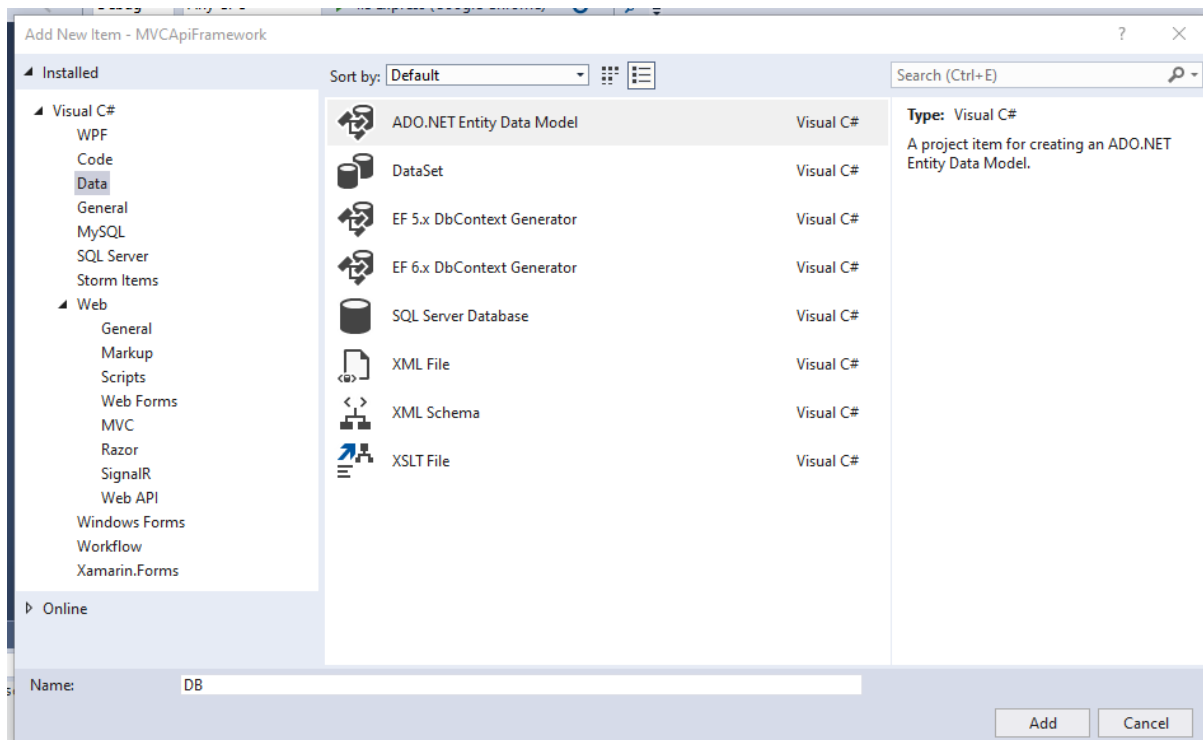 Add New Item - MVCApiFramework ?
Installed
Sort by: Default
Search (Ctrl+E)
Visual C#
WPF
Code
Data
General
MySQL
SQL Server
Storm Items
Web
General
Markup
Scripts
Web Forms
MVC
Razor
SignalR
Web API
Windows Forms
Workflow
Xamarin.Forms
Online
ADO.NET Entity Data Model Visual C#
DataSet Visual C#
EF 5.x DbContext Generator Visual C#
EF 6.x DbContext Generator Visual C#
SQL Server Database Visual C#
XML File Visual C#
XML Schema Visual C#
XSLT File Visual C#
Type: Visual C#
A project item for creating an ADO.NET
Entity Data Model.
Name: DB
Add Cancel